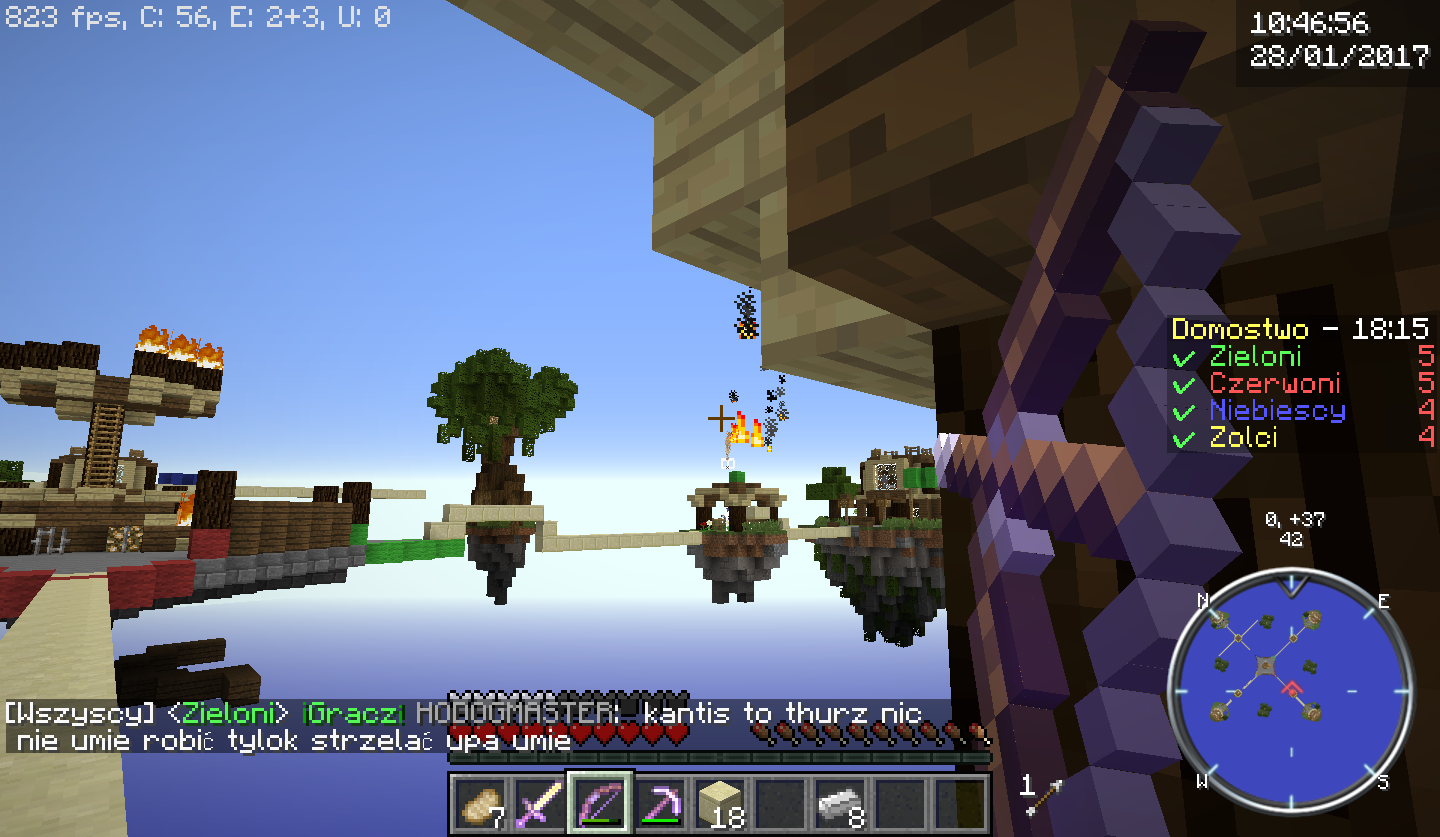 823 fps, C: 56, E: 2+3, U: 0
10:46:56
28/01/2017
Domostwo - 18:15
✔ Zieloni 5
✔ Czerwoni 5
✔ Niebiescy 4
✔ Zolci 4
0, +37
42
N
E
W
S
[Wszyscy] <Zieloni> iGracz| HODOGMASTER: kantis to thurz nic
nie umie robić tylok strzelać upa umie
7
18
8
1